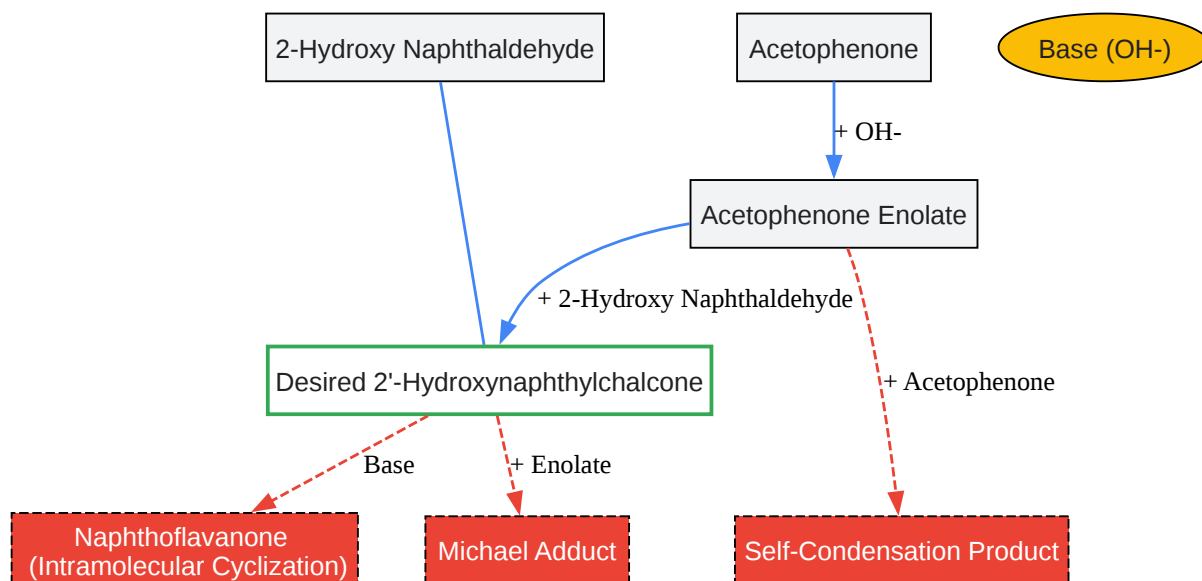 2-Hydroxy Naphthaldehyde
Acetophenone
Base (OH-)
+ OH-
Acetophenone Enolate
+ 2-Hydroxy Naphthaldehyde
Desired 2'-Hydroxynaphthylchalcone
+ Acetophenone
Base
+ Enolate
Naphthoflavanone
(Intramolecular Cyclization)
Michael Adduct
Self-Condensation Product